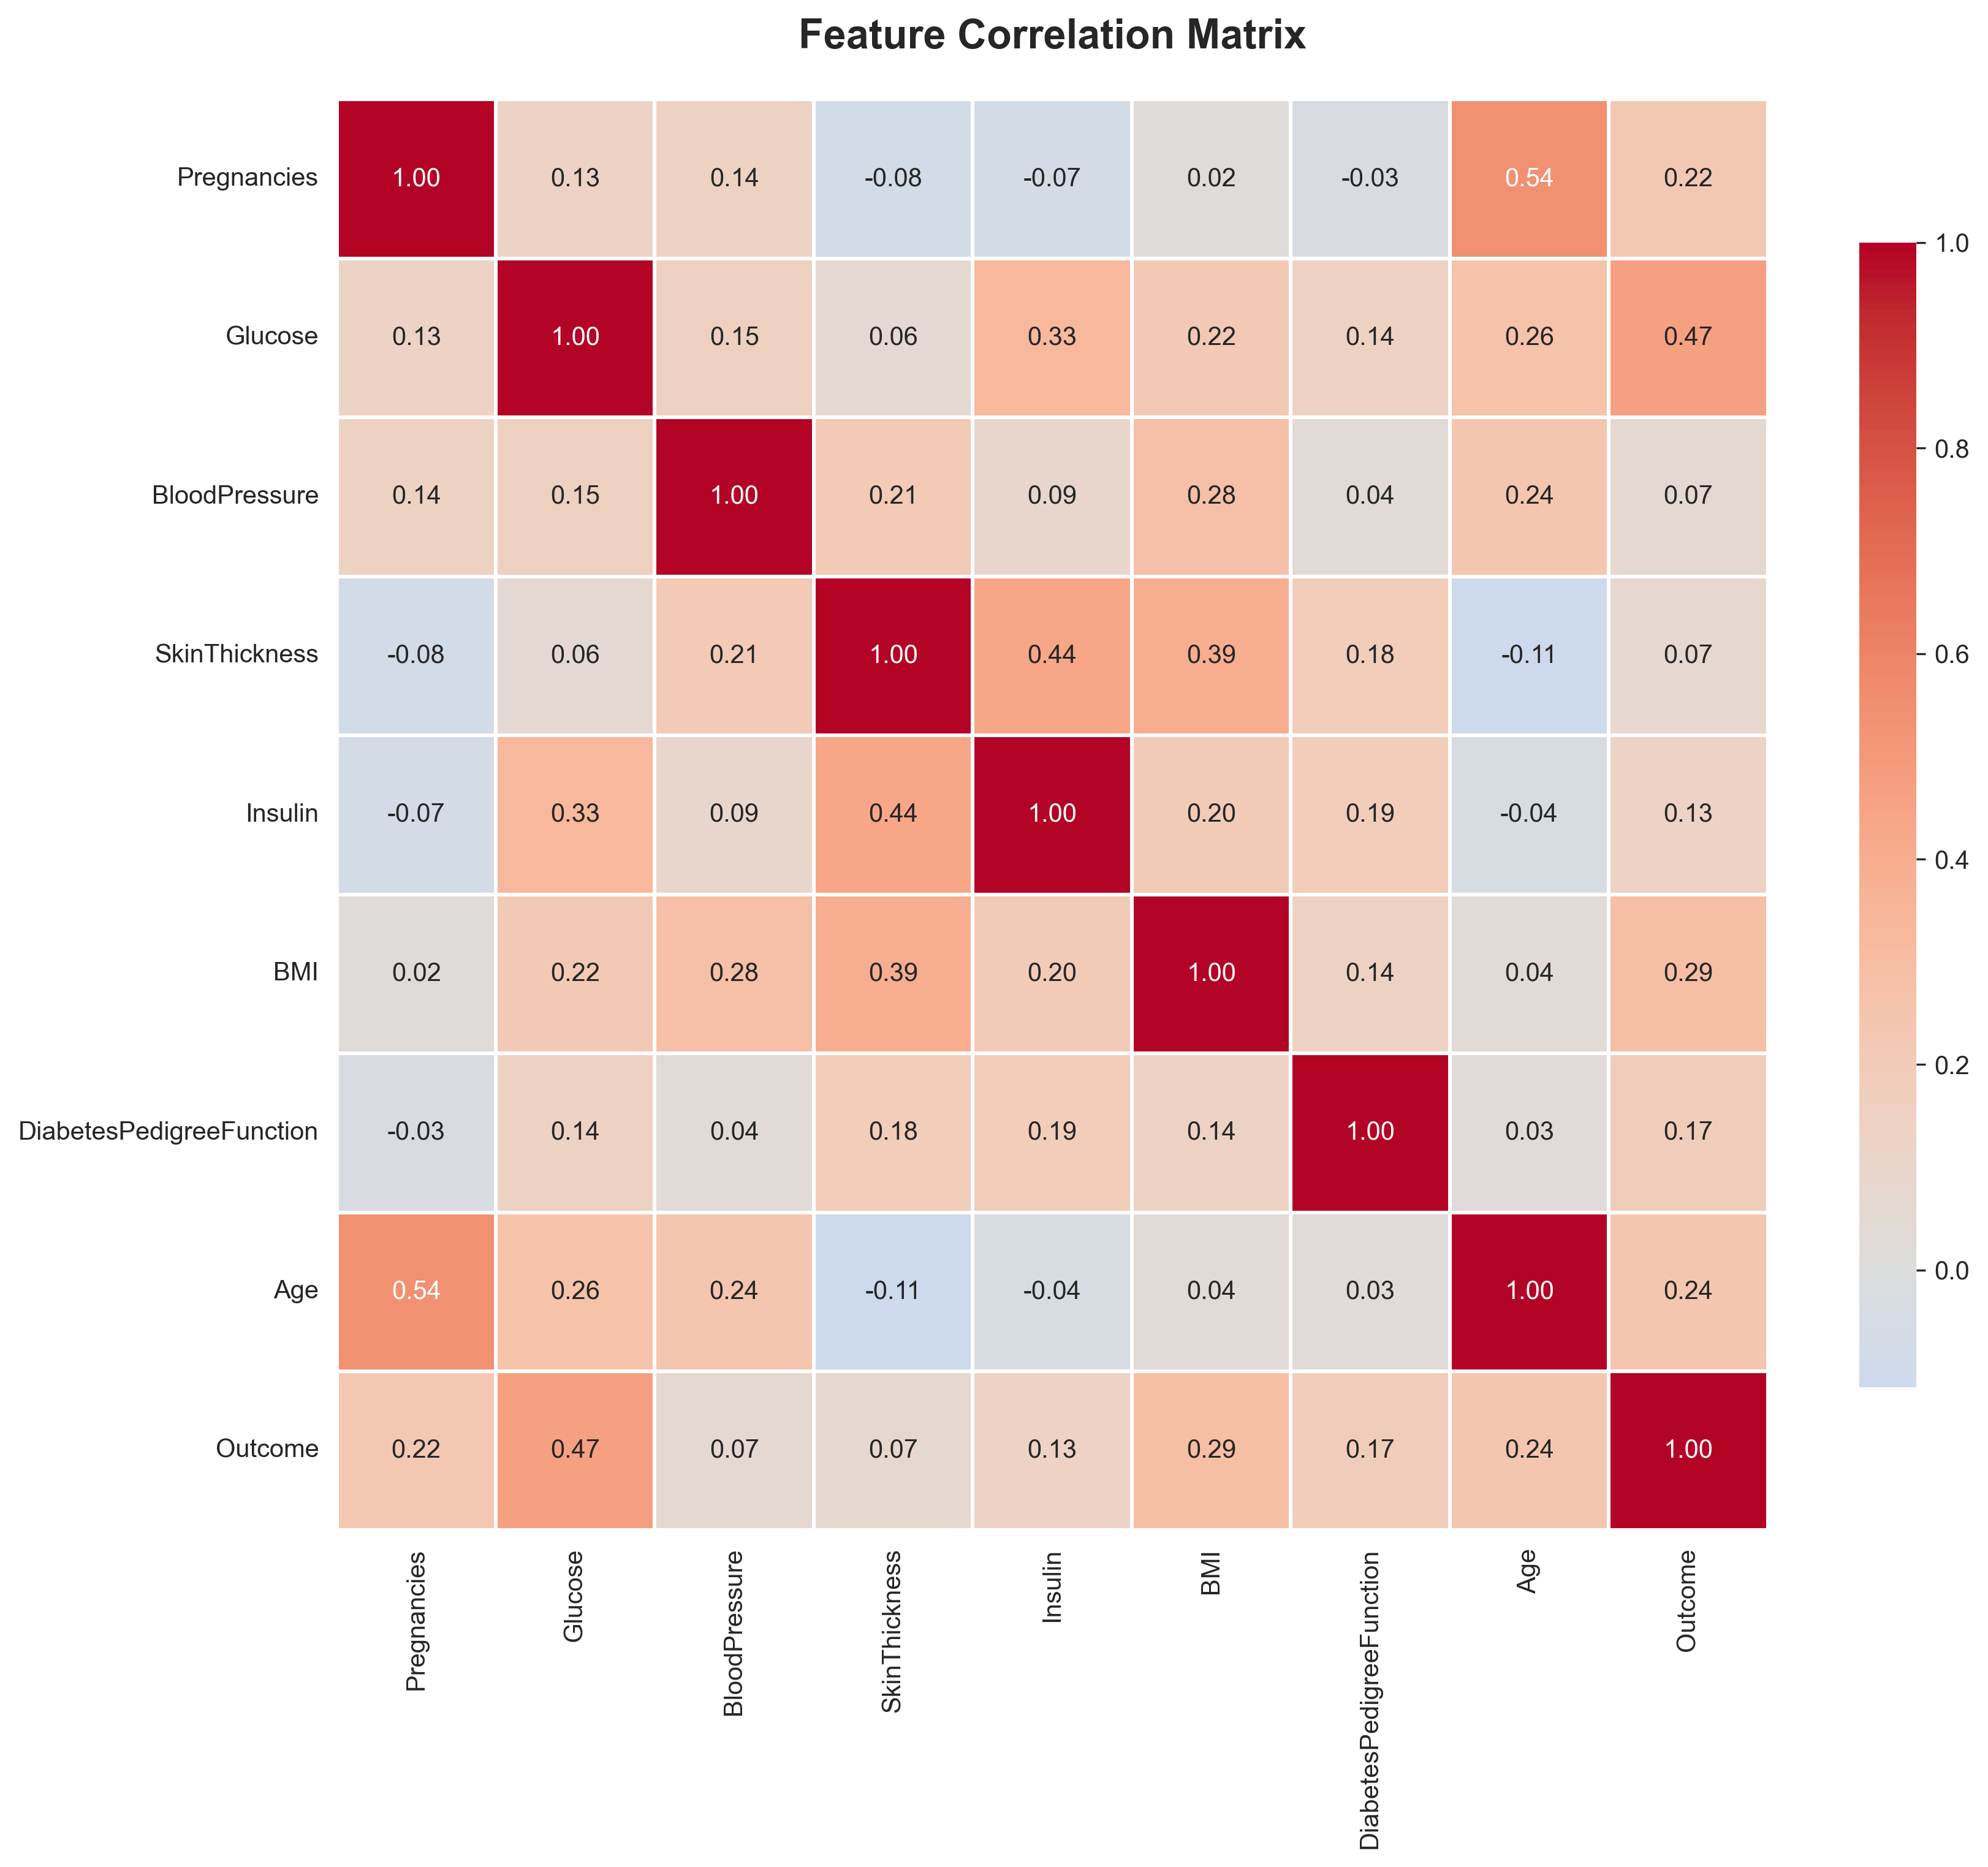 Feature Correlation Matrix
Pregnancies 1.00 0.13 0.14 -0.08 -0.07 0.02 -0.03 0.54 0.22
Glucose 0.13 1.00 0.15 0.06 0.33 0.22 0.14 0.26 0.47
BloodPressure 0.14 0.15 1.00 0.21 0.09 0.28 0.04 0.24 0.07
SkinThickness -0.08 0.06 0.21 1.00 0.44 0.39 0.18 -0.11 0.07
Insulin -0.07 0.33 0.09 0.44 1.00 0.20 0.19 -0.04 0.13
BMI 0.02 0.22 0.28 0.39 0.20 1.00 0.14 0.04 0.29
DiabetesPedigreeFunction -0.03 0.14 0.04 0.18 0.19 0.14 1.00 0.03 0.17
Age 0.54 0.26 0.24 -0.11 -0.04 0.04 0.03 1.00 0.24
Outcome 0.22 0.47 0.07 0.07 0.13 0.29 0.17 0.24 1.00
Pregnancies
Glucose
BloodPressure
SkinThickness
Insulin
BMI
DiabetesPedigreeFunction
Age
Outcome
1.0
0.8
0.6
0.4
0.2
0.0